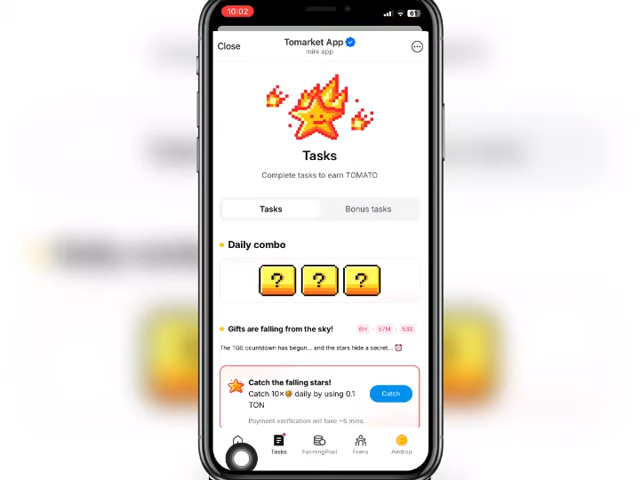 10:02
Close
Tomarket App
mini app
Tasks
Complete tasks to earn TOMATO
Tasks
Bonus tasks
Daily combo
? ? ?
Gifts are falling from the sky!
6H : 57M : 53S
The TGE countdown has begun... and the stars hide a secret... ⏰
Catch the falling stars!
Catch 10× daily by using 0.1
TON
Catch
Payment verification will take ~5 mins.
Tasks
FarmingPool
Frens
Airdrop